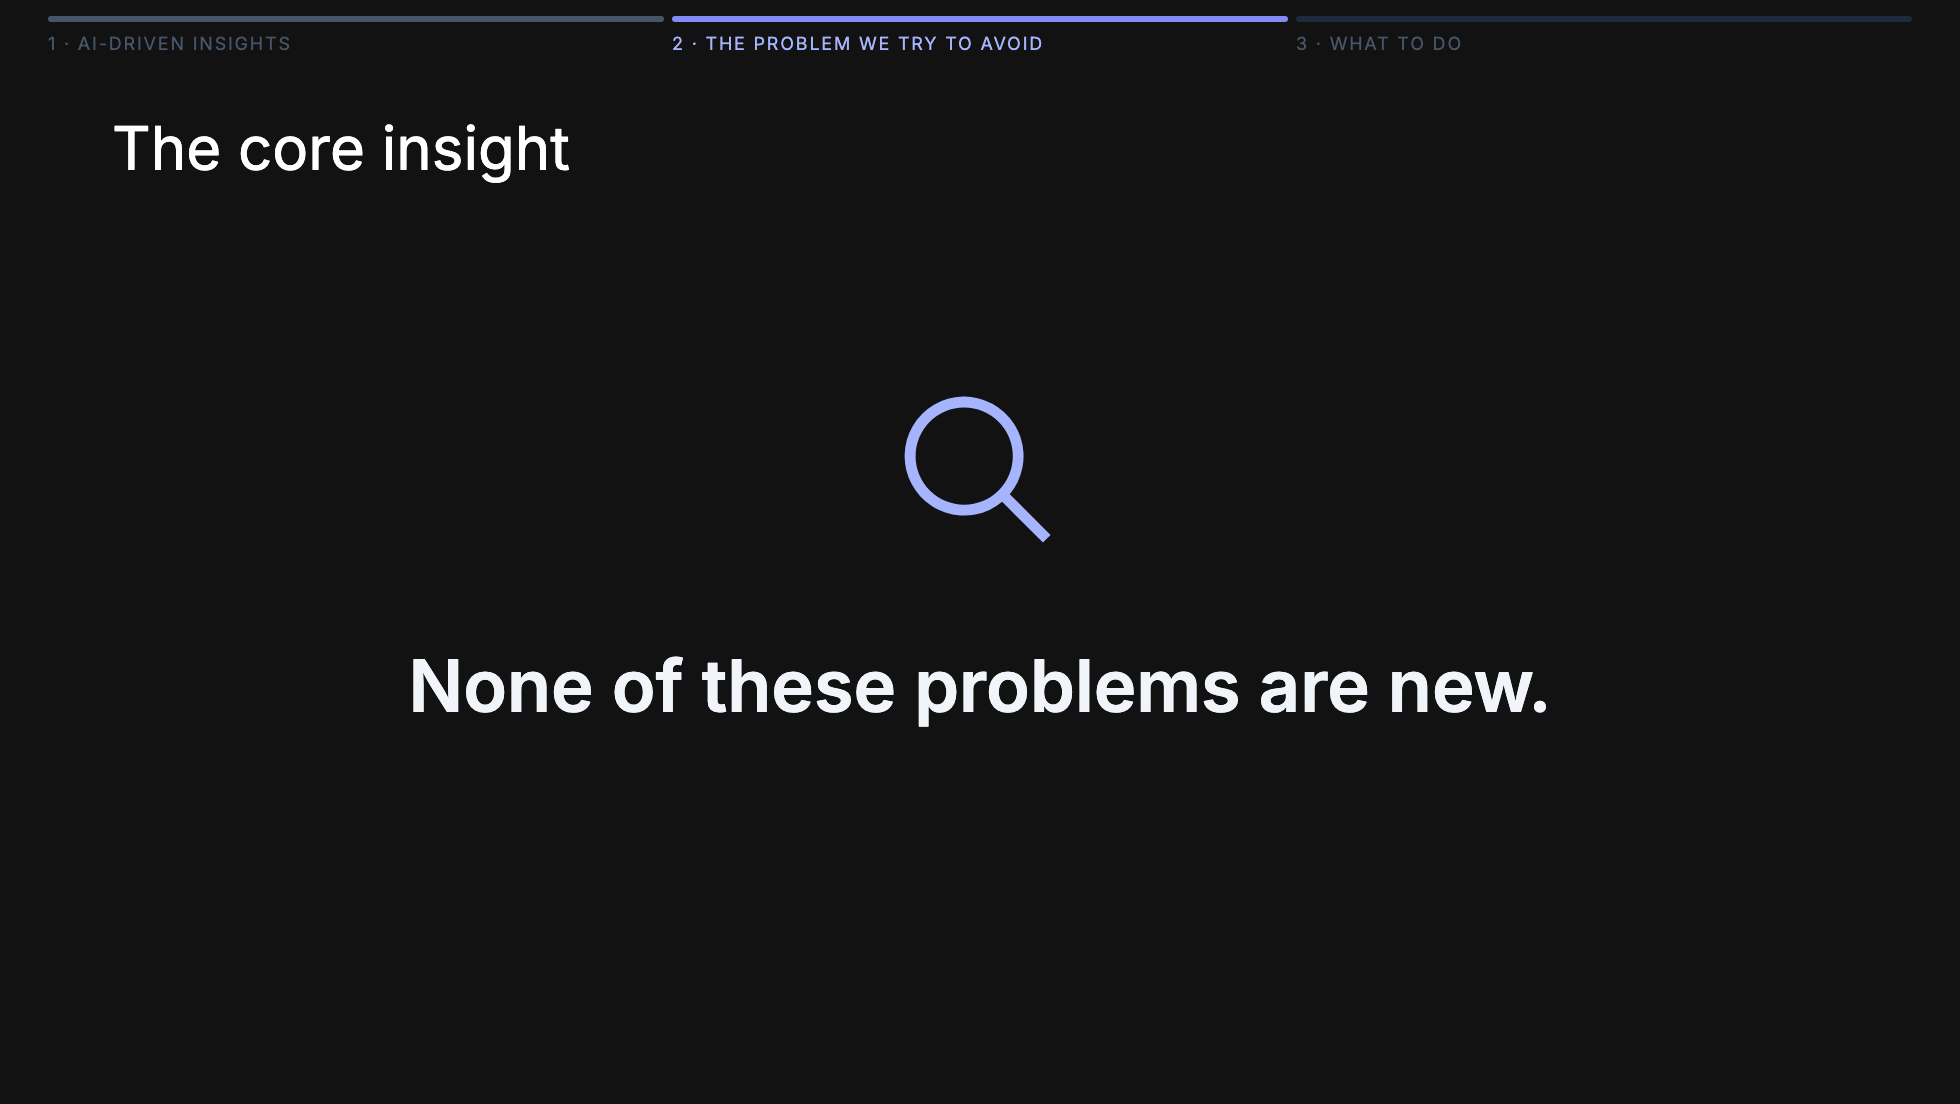 1 · AI-DRIVEN INSIGHTS
2 · THE PROBLEM WE TRY TO AVOID
3 · WHAT TO DO
The core insight
None of these problems are new.